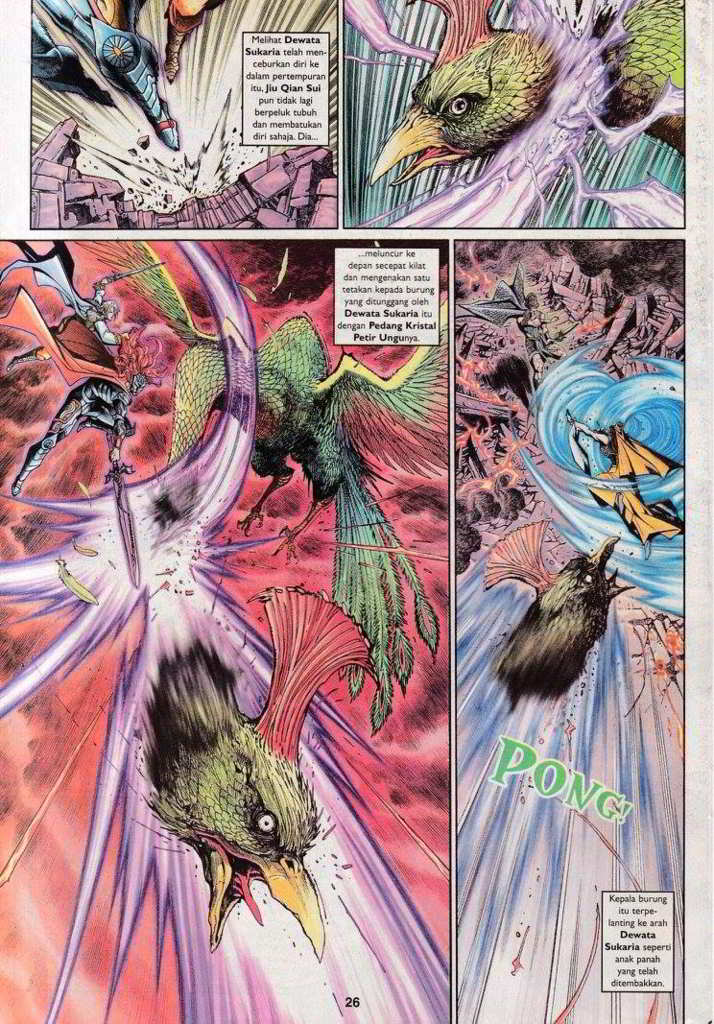 Melihat Dewata
Sukaria telah men-
ceburkan diri ke
dalam pertempuran
itu, Jiu Qian Sui
pun tidak lagi
berpeluk tubuh
dan membatukan
diri sahaja. Dia...
...meluncur ke
depan secepat kilat
dan mengenakan satu
tetakan kepada burung
yang ditunggang oleh
Dewata Sukaria itu
dengan Pedang Kristal
Petir Ungunya.
PONG!
Kepala burung
itu terpe-
lanting ke arah
Dewata
Sukaria seperti
anak panah
yang telah
ditembakkan.
26